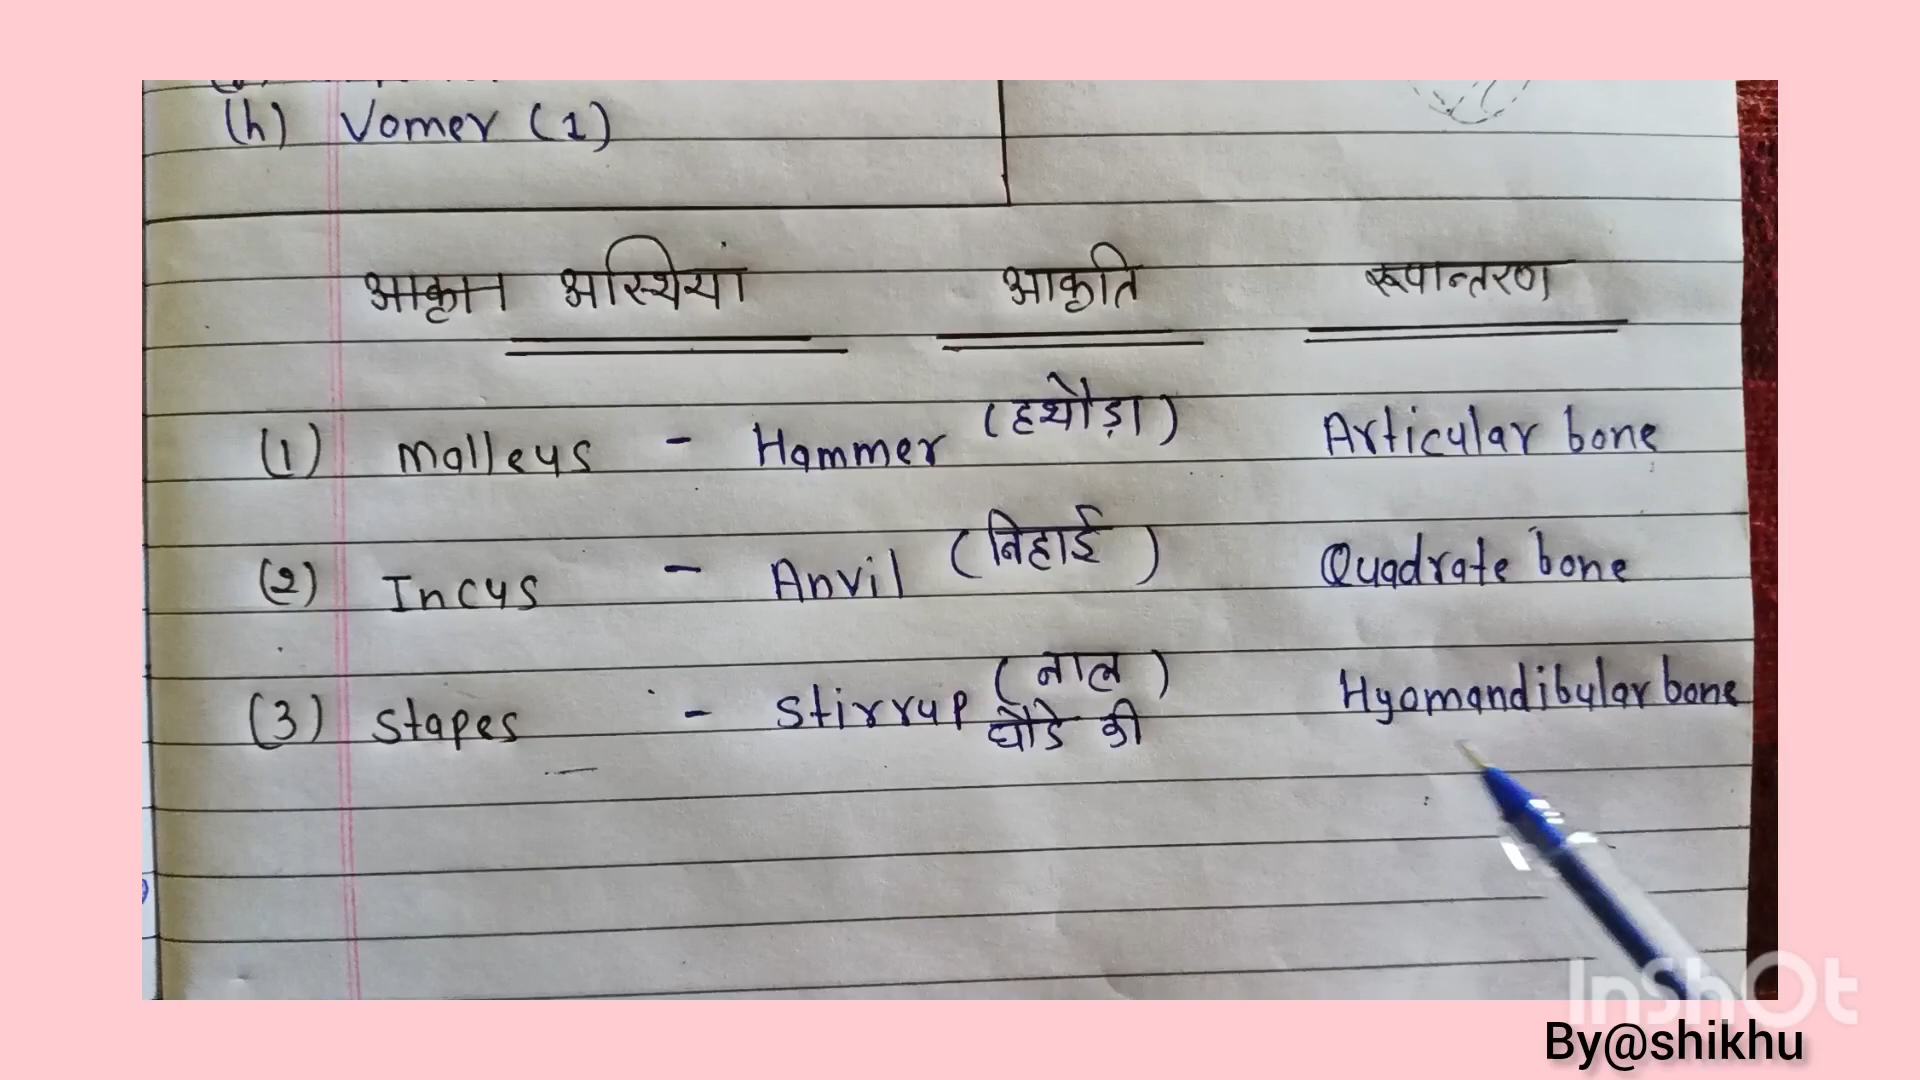 (h) Vomer (1)
अस्थियां आकृति रूपान्तरण
(1) Malleus - Hammer (हथौड़ा) Articular bone
(2) Incus - Anvil (निहाई) Quadrate bone
(3) Stapes - Stirrup (नाल) Hyomandibular bone
घोडे की
InShOt
By@shikhu